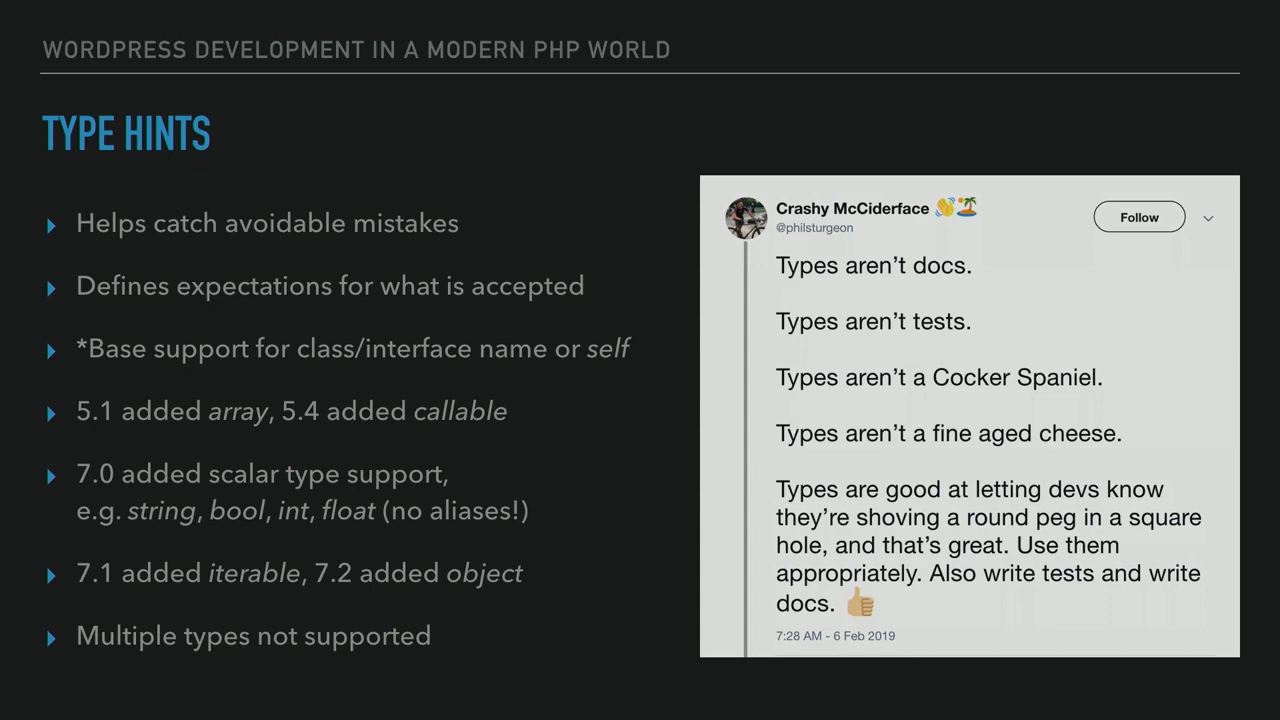 WORDPRESS DEVELOPMENT IN A MODERN PHP WORLD
TYPE HINTS
Helps catch avoidable mistakes
Defines expectations for what is accepted
*Base support for class/interface name or self
5.1 added array, 5.4 added callable
7.0 added scalar type support,
e.g. string, bool, int, float (no aliases!)
7.1 added iterable, 7.2 added object
Multiple types not supported
Crashy McCiderface 👋🏝️
@philsturgeon
Follow
Types aren’t docs.
Types aren’t tests.
Types aren’t a Cocker Spaniel.
Types aren’t a fine aged cheese.
Types are good at letting devs know
they’re shoving a round peg in a square
hole, and that’s great. Use them
appropriately. Also write tests and write
docs. 👍🏼
7:28 AM - 6 Feb 2019